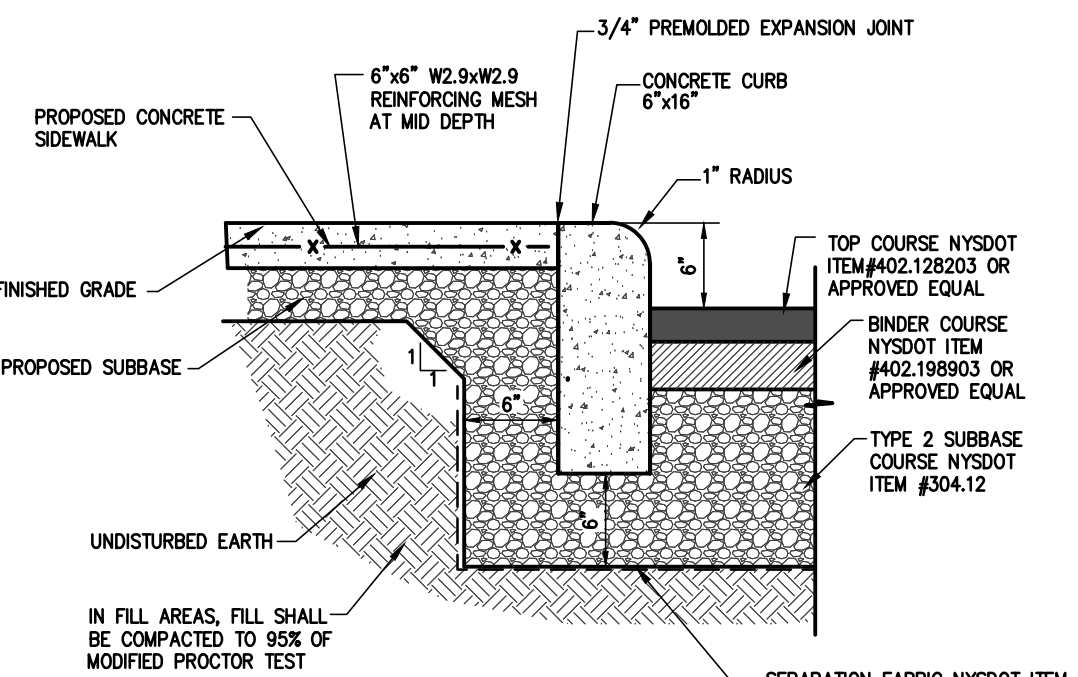 3/4" PREMOLDED EXPANSION JOINT
6"x6" W2.9xW2.9
REINFORCING MESH
AT MID DEPTH
CONCRETE CURB
6"x16"
PROPOSED CONCRETE
SIDEWALK
1" RADIUS
X
X
6"
TOP COURSE NYSDOT
ITEM#402.128203 OR
APPROVED EQUAL
FINISHED GRADE
BINDER COURSE
NYSDOT ITEM
#402.198903 OR
APPROVED EQUAL
PROPOSED SUBBASE
1
1
6"
TYPE 2 SUBBASE
COURSE NYSDOT
ITEM #304.12
6"
UNDISTURBED EARTH
IN FILL AREAS, FILL SHALL
BE COMPACTED TO 95% OF
MODIFIED PROCTOR TEST
SEPARATION FABRIC NYSDOT ITEM